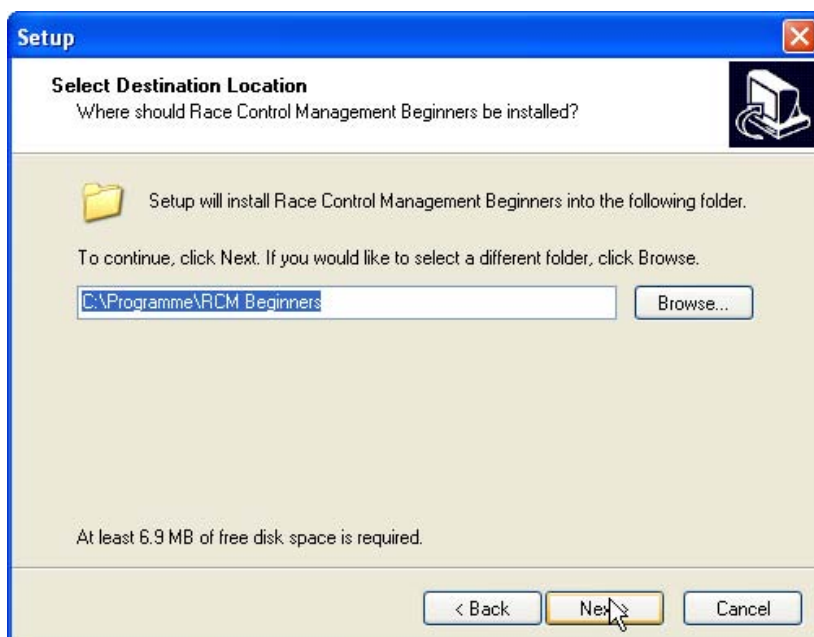 Setup
Select Destination Location
Where should Race Control Management Beginners be installed?
Setup will install Race Control Management Beginners into the following folder.
To continue, click Next. If you would like to select a different folder, click Browse.
C:\Programme\RCM Beginners
Browse...
At least 6.9 MB of free disk space is required.
< Back
Next >
Cancel